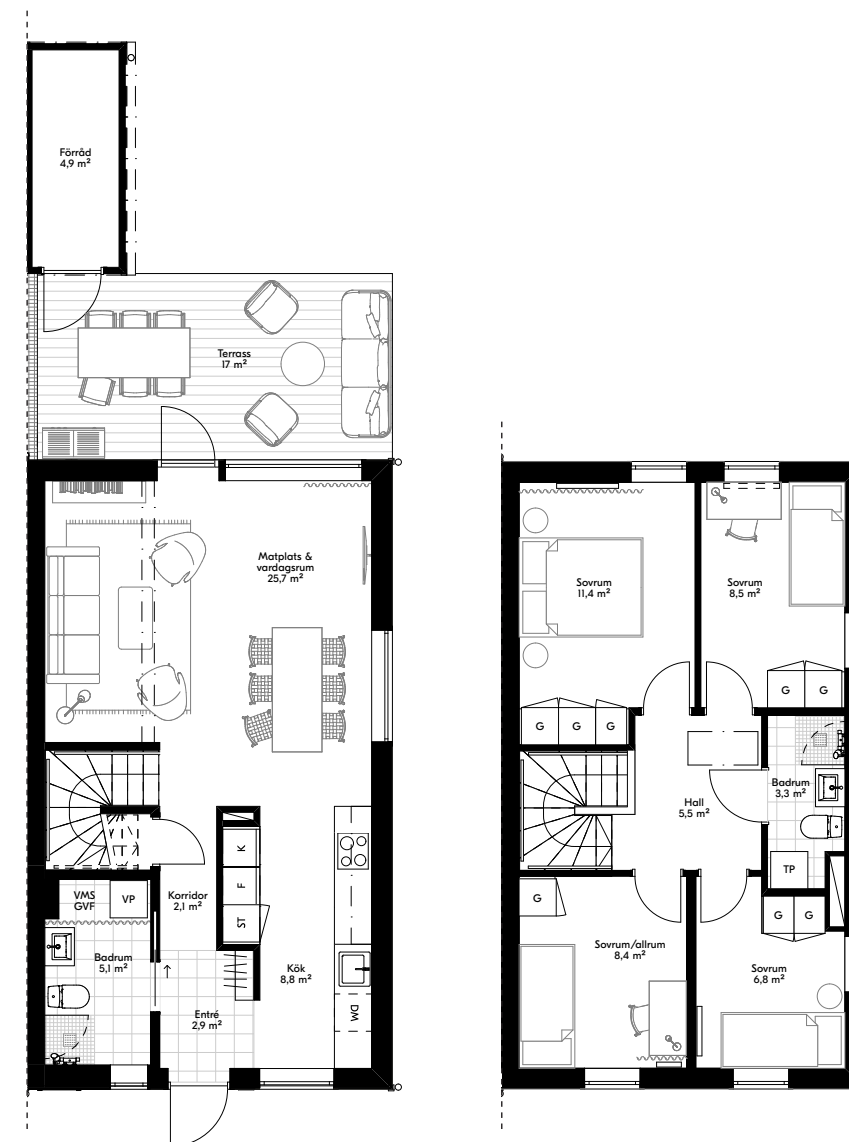 Förråd
4,9 m²
Terrass
17 m²
Matplats &
vardagsrum
25,7 m²
K
F
ST
Korridor
2,1 m²
VMS
GVF
VP
Badrum
5,1 m²
Kök
8,8 m²
Entré
2,9 m²
DM
Sovrum
11,4 m²
Sovrum
8,5 m²
G
G
G
G
G
Badrum
3,3 m²
Hall
5,5 m²
TP
G
G
G
Sovrum/allrum
8,4 m²
Sovrum
6,8 m²